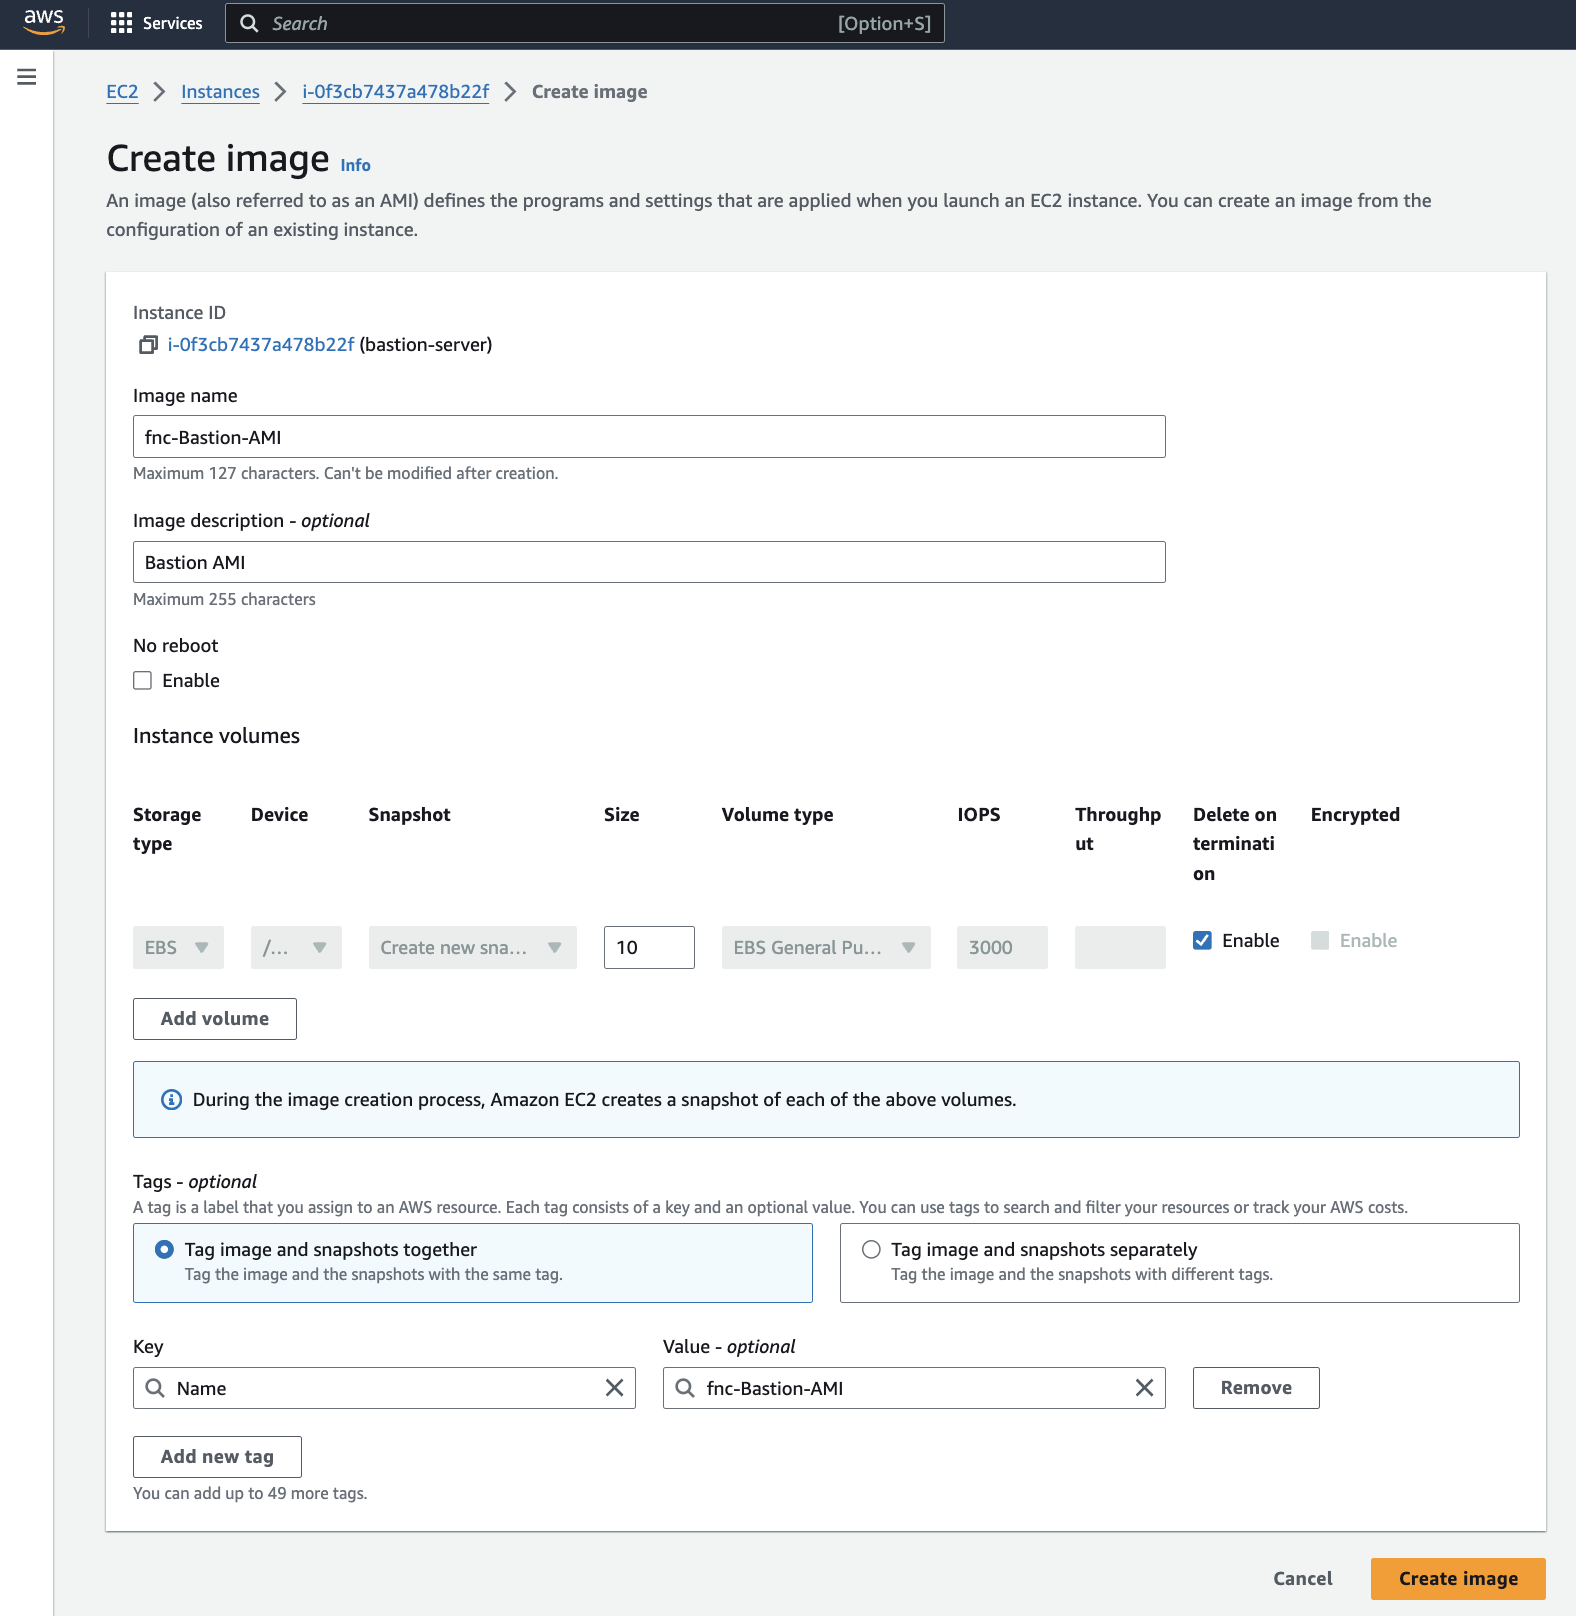 aws
Services
Search
[Option+S]
EC2 > Instances > i-0f3cb7437a478b22f > Create image
Create image Info
An image (also referred to as an AMI) defines the programs and settings that are applied when you launch an EC2 instance. You can create an image from the
configuration of an existing instance.
Instance ID
i-0f3cb7437a478b22f (bastion-server)
Image name
fnc-Bastion-AMI
Maximum 127 characters. Can't be modified after creation.
Image description - optional
Bastion AMI
Maximum 255 characters
No reboot
Enable
Instance volumes
Storage type
Device
Snapshot
Size
Volume type
IOPS
Throughput
Delete on termination
Encrypted
EBS
/...
Create new sna...
10
EBS General Pu...
3000
Enable
Enable
Add volume
During the image creation process, Amazon EC2 creates a snapshot of each of the above volumes.
Tags - optional
A tag is a label that you assign to an AWS resource. Each tag consists of a key and an optional value. You can use tags to search and filter your resources or track your AWS costs.
Tag image and snapshots together
Tag the image and the snapshots with the same tag.
Tag image and snapshots separately
Tag the image and the snapshots with different tags.
Key
Value - optional
Name
fnc-Bastion-AMI
Remove
Add new tag
You can add up to 49 more tags.
Cancel
Create image